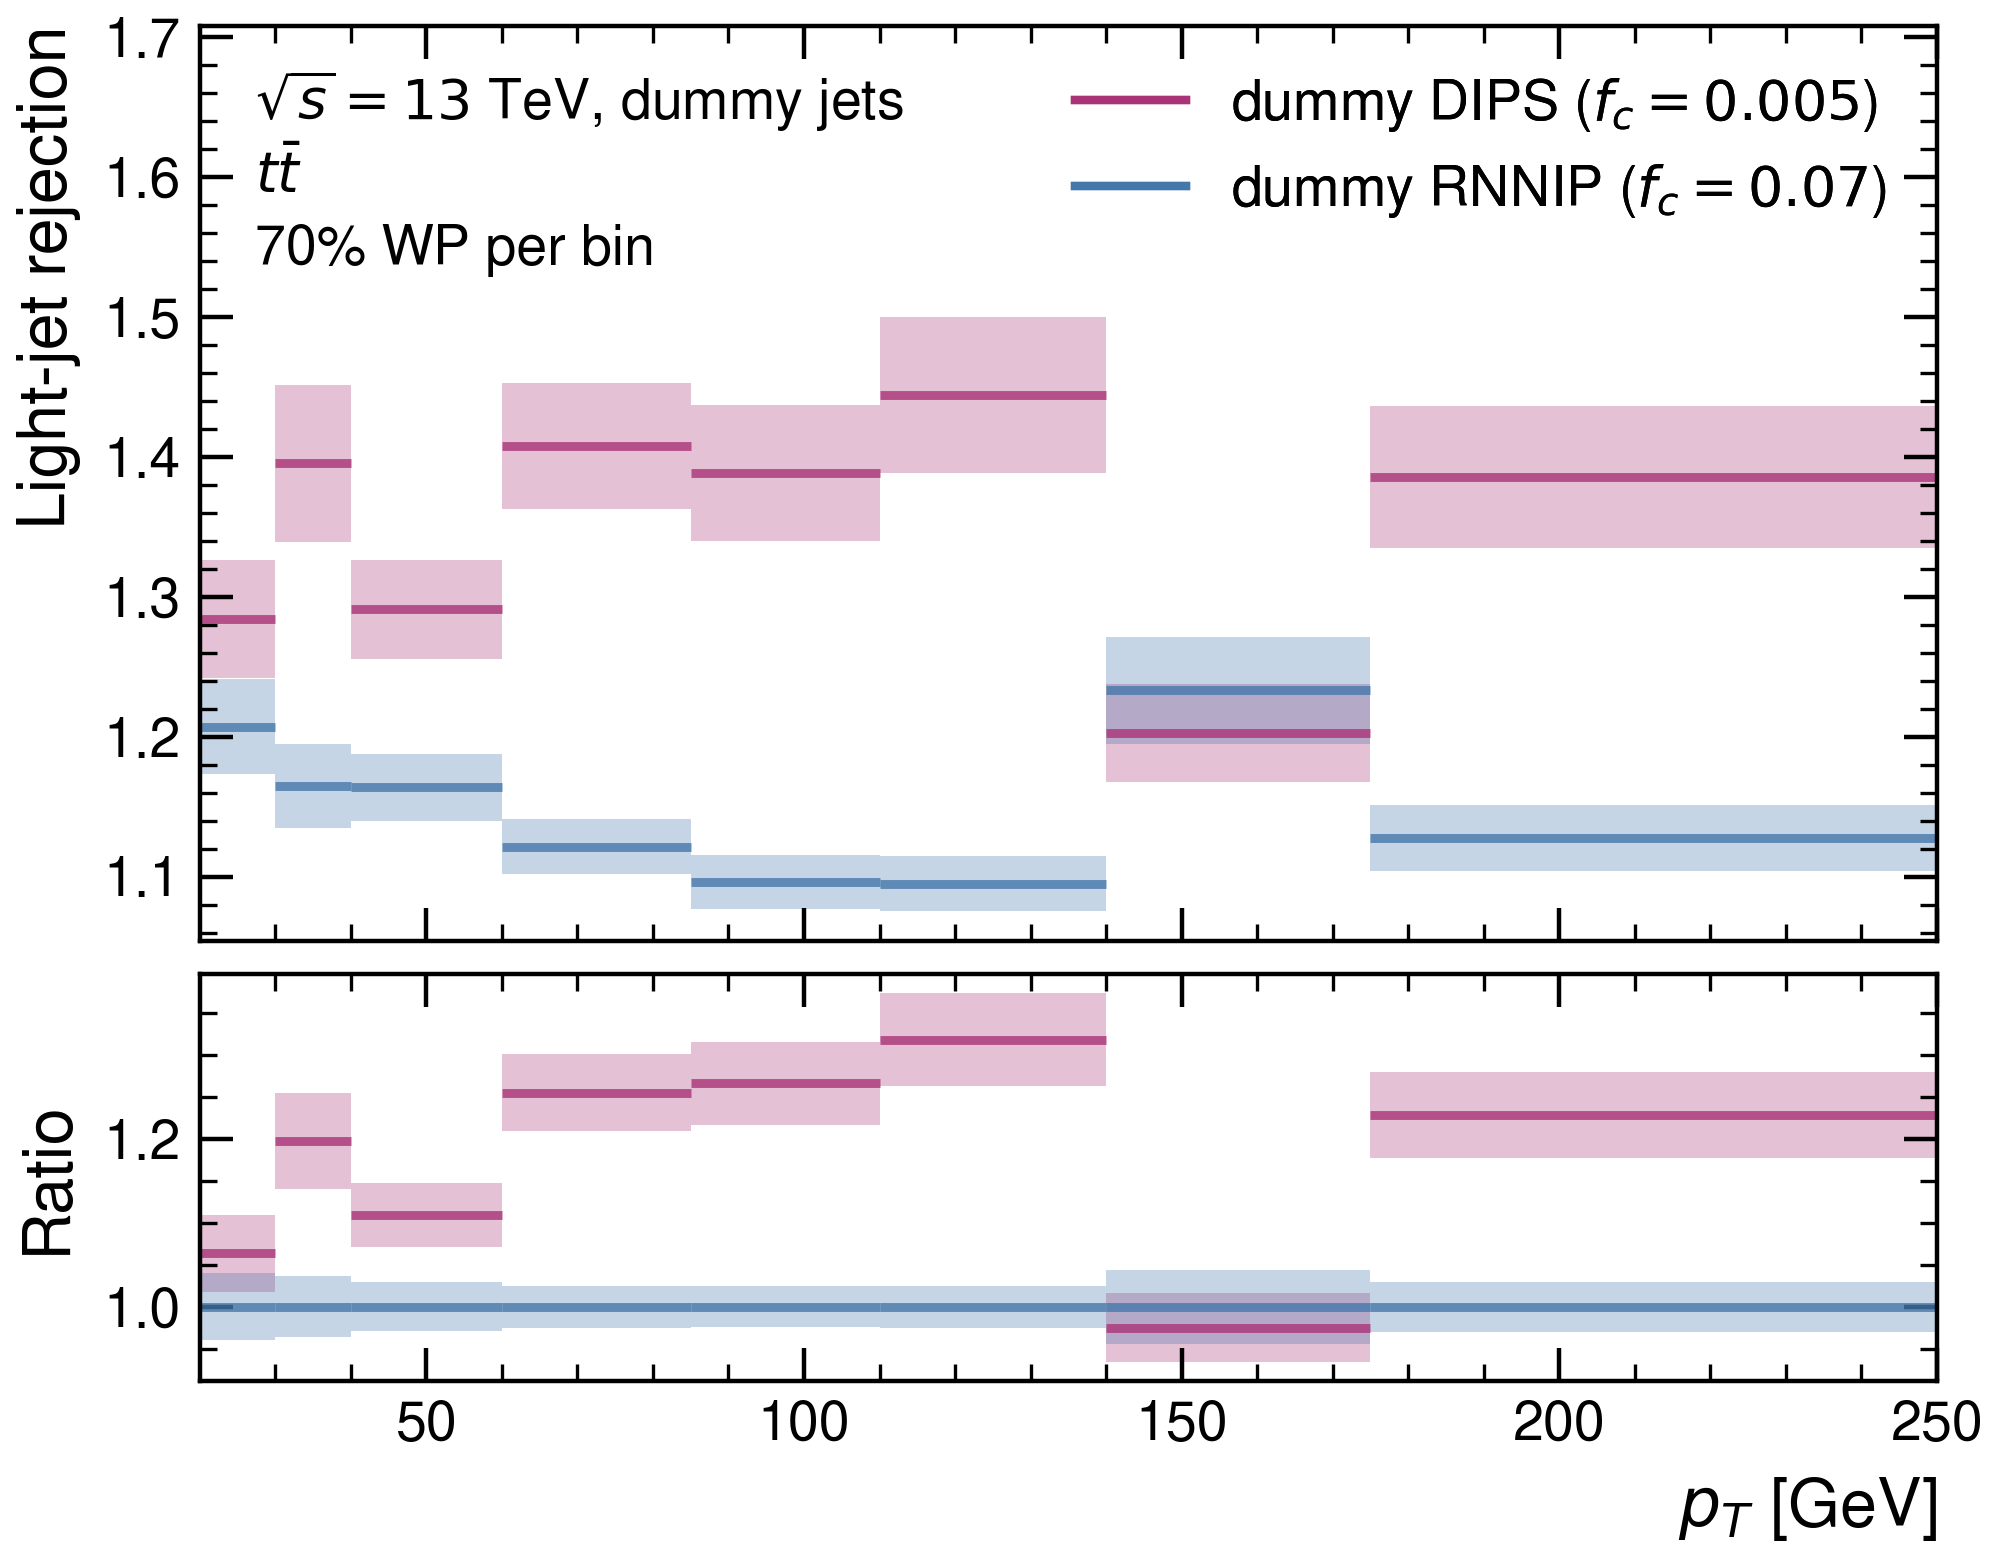 Light-jet rejection
1.7
1.6
1.5
1.4
1.3
1.2
1.1
√s = 13 TeV, dummy jets
tt̄
70% WP per bin
dummy DIPS (f_c = 0.005)
dummy RNNIP (f_c = 0.07)
Ratio
1.2
1.0
50 100 150 200 250
p_T [GeV]